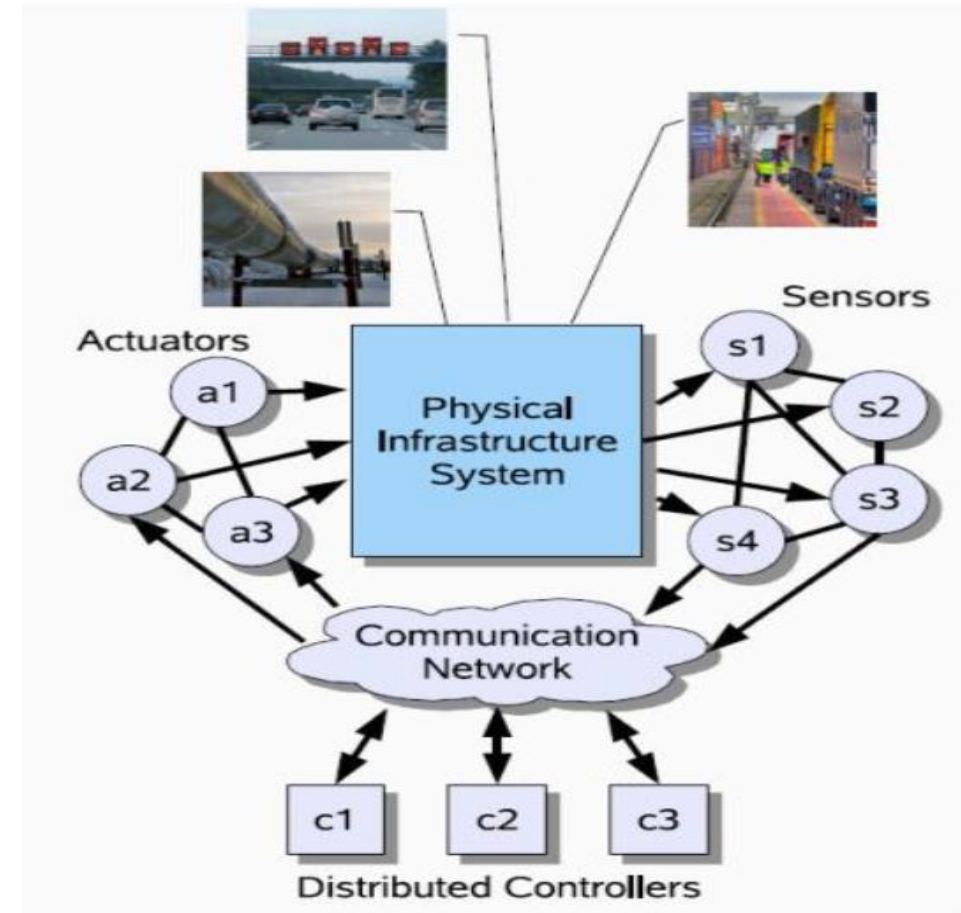 Sensors
Actuators
s1
a1
Physical
Infrastructure
System
s2
a2
s3
a3
s4
Communication
Network
c1
c2
c3
Distributed Controllers